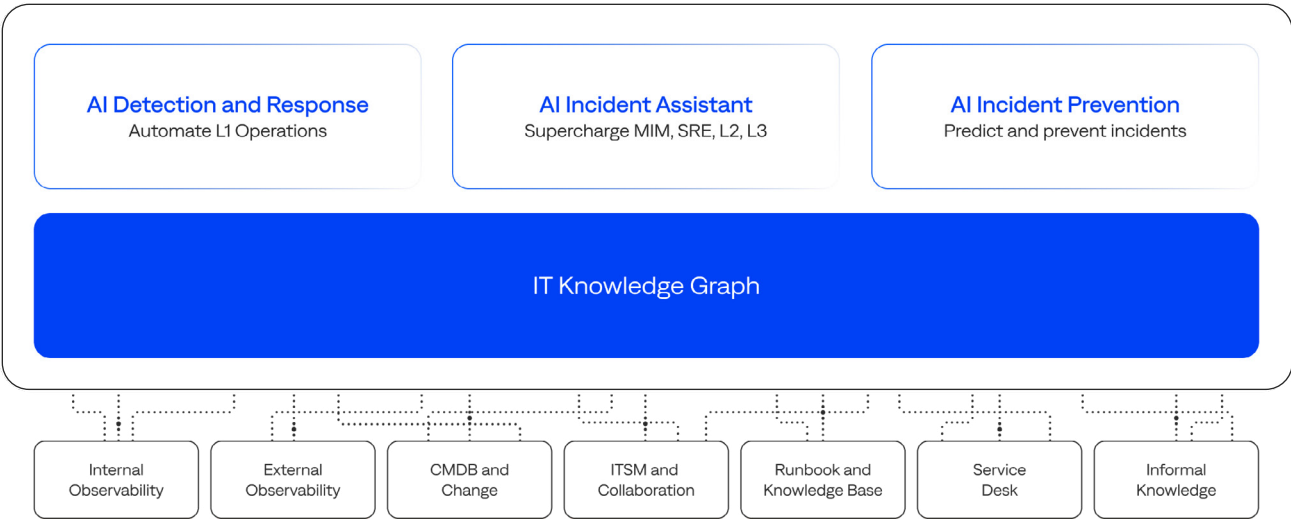 AI Detection and Response
Automate L1 Operations
AI Incident Assistant
Supercharge MIM, SRE, L2, L3
AI Incident Prevention
Predict and prevent incidents
IT Knowledge Graph
Internal
Observability
External
Observability
CMDB and
Change
ITSM and
Collaboration
Runbook and
Knowledge Base
Service
Desk
Informal
Knowledge